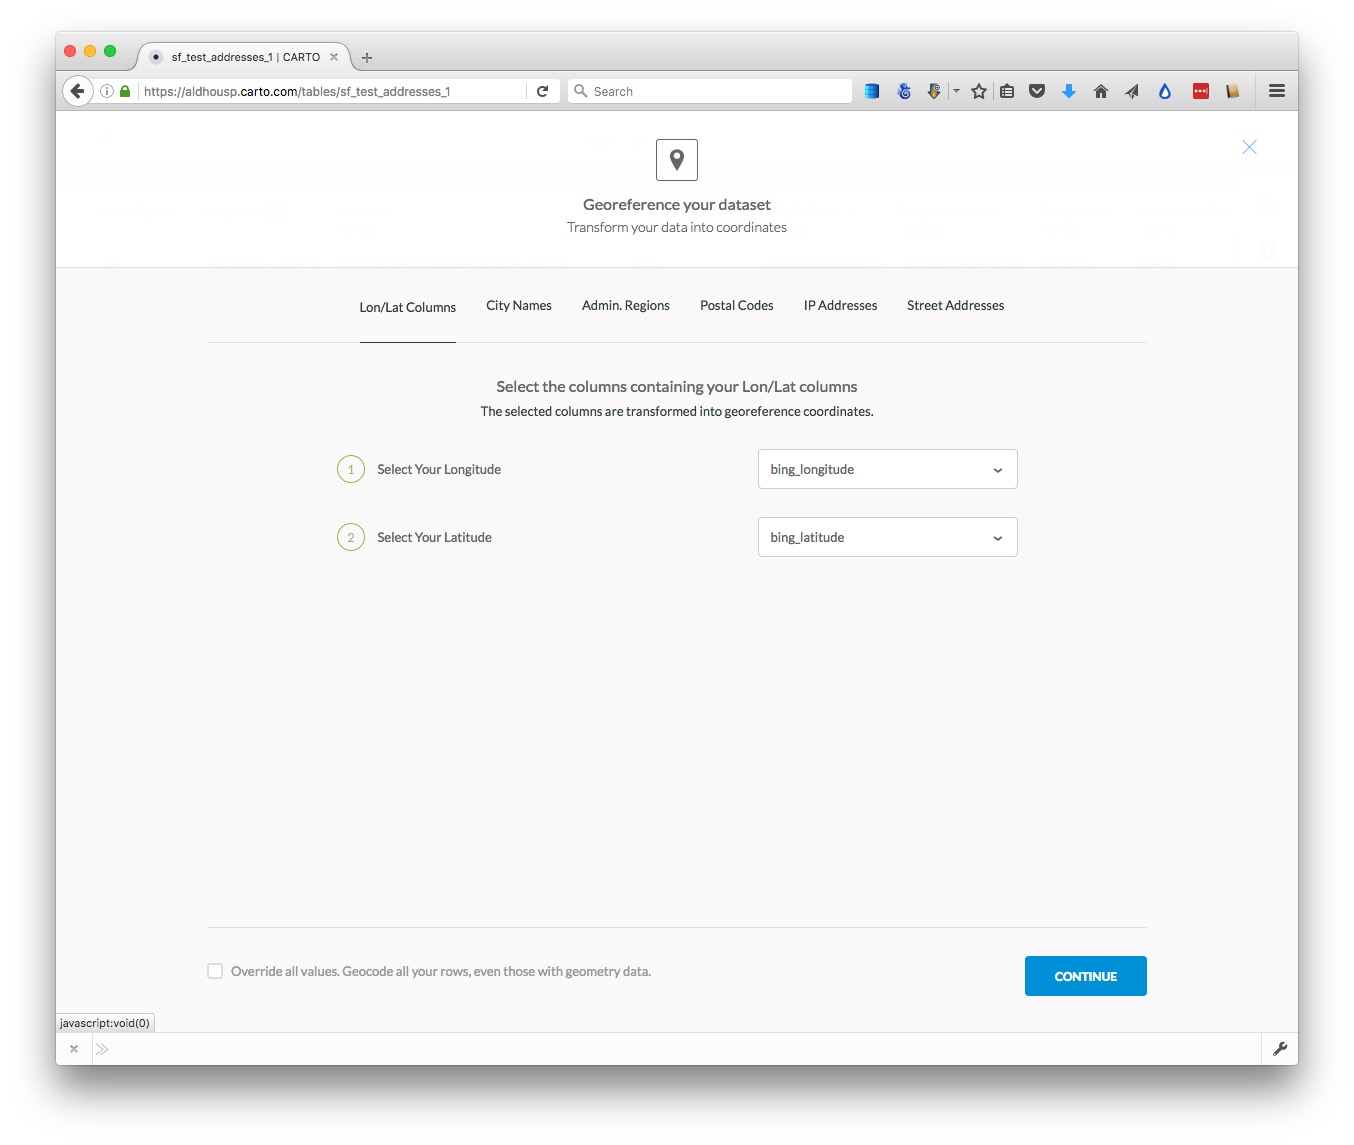 sf_test_addresses_1 | CARTO
https://aldhousp.carto.com/tables/sf_test_addresses_1
Search
Georeference your dataset
Transform your data into coordinates
Lon/Lat Columns City Names Admin. Regions Postal Codes IP Addresses Street Addresses
Select the columns containing your Lon/Lat columns
The selected columns are transformed into georeference coordinates.
1 Select Your Longitude bing_longitude
2 Select Your Latitude bing_latitude
Override all values. Geocode all your rows, even those with geometry data.
CONTINUE
javascript:void(0)